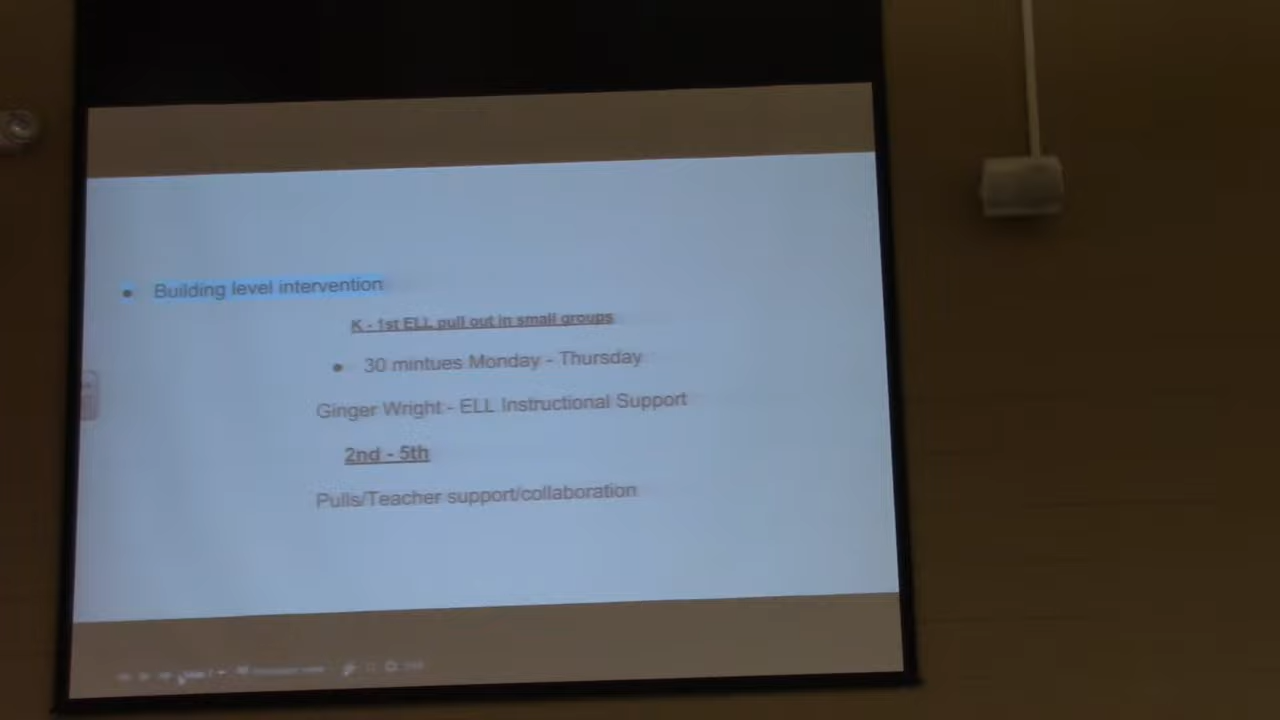 ● Building level intervention
K - 1st ELL pull out in small groups
● 30 mintues Monday - Thursday
Ginger Wright - ELL Instructional Support
2nd - 5th
Pulls/Teacher support/collaboration